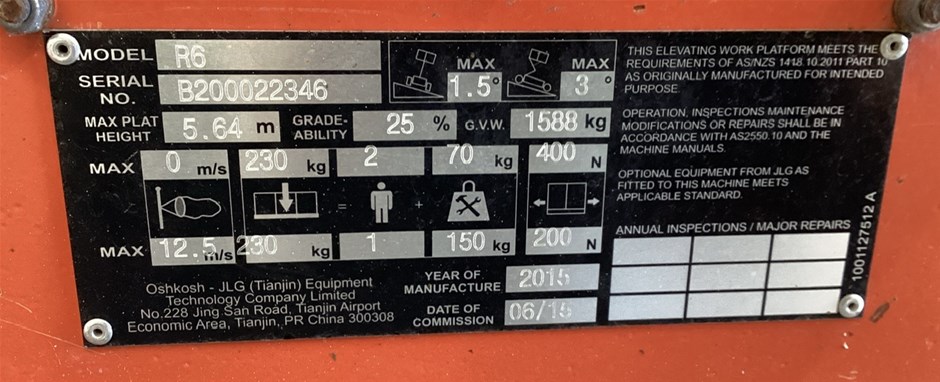 MODEL R6
SERIAL NO. B200022346
MAX 1.5°
MAX 3°
MAX PLAT HEIGHT 5.64 m
GRADE-ABILITY 25 %
G.V.W. 1588 kg
MAX 0 m/s 230 kg 2 70 kg 400 N
= +
MAX 12.5 m/s 230 kg 1 150 kg 200 N
Oshkosh - JLG (Tianjin) Equipment
Technology Company Limited
No.228 Jing San Road, Tianjin Airport
Economic Area, Tianjin, PR China 300308
YEAR OF MANUFACTURE 2015
DATE OF COMMISSION 06/15
THIS ELEVATING WORK PLATFORM MEETS THE
REQUIREMENTS OF AS/NZS 1418.10.2011 PART 10
AS ORIGINALLY MANUFACTURED FOR INTENDED
PURPOSE.
OPERATION, INSPECTIONS MAINTENANCE
MODIFICATIONS OR REPAIRS SHALL BE IN
ACCORDANCE WITH AS2550.10 AND THE
MACHINE MANUALS.
OPTIONAL EQUIPMENT FROM JLG AS
FITTED TO THIS MACHINE MEETS
APPLICABLE STANDARD.
ANNUAL INSPECTIONS / MAJOR REPAIRS
1001127512 A